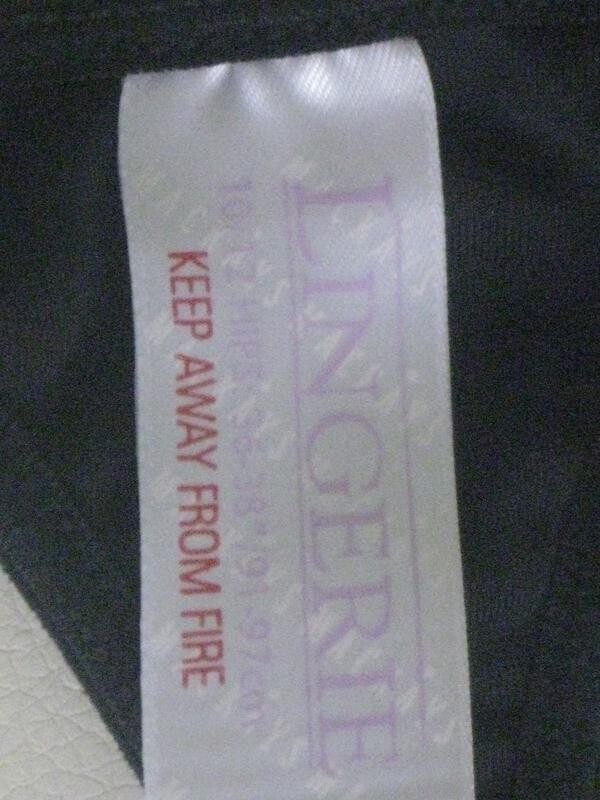 LINGERIE
10/12 HIPS 36-38"/91-97cm
KEEP AWAY FROM FIRE